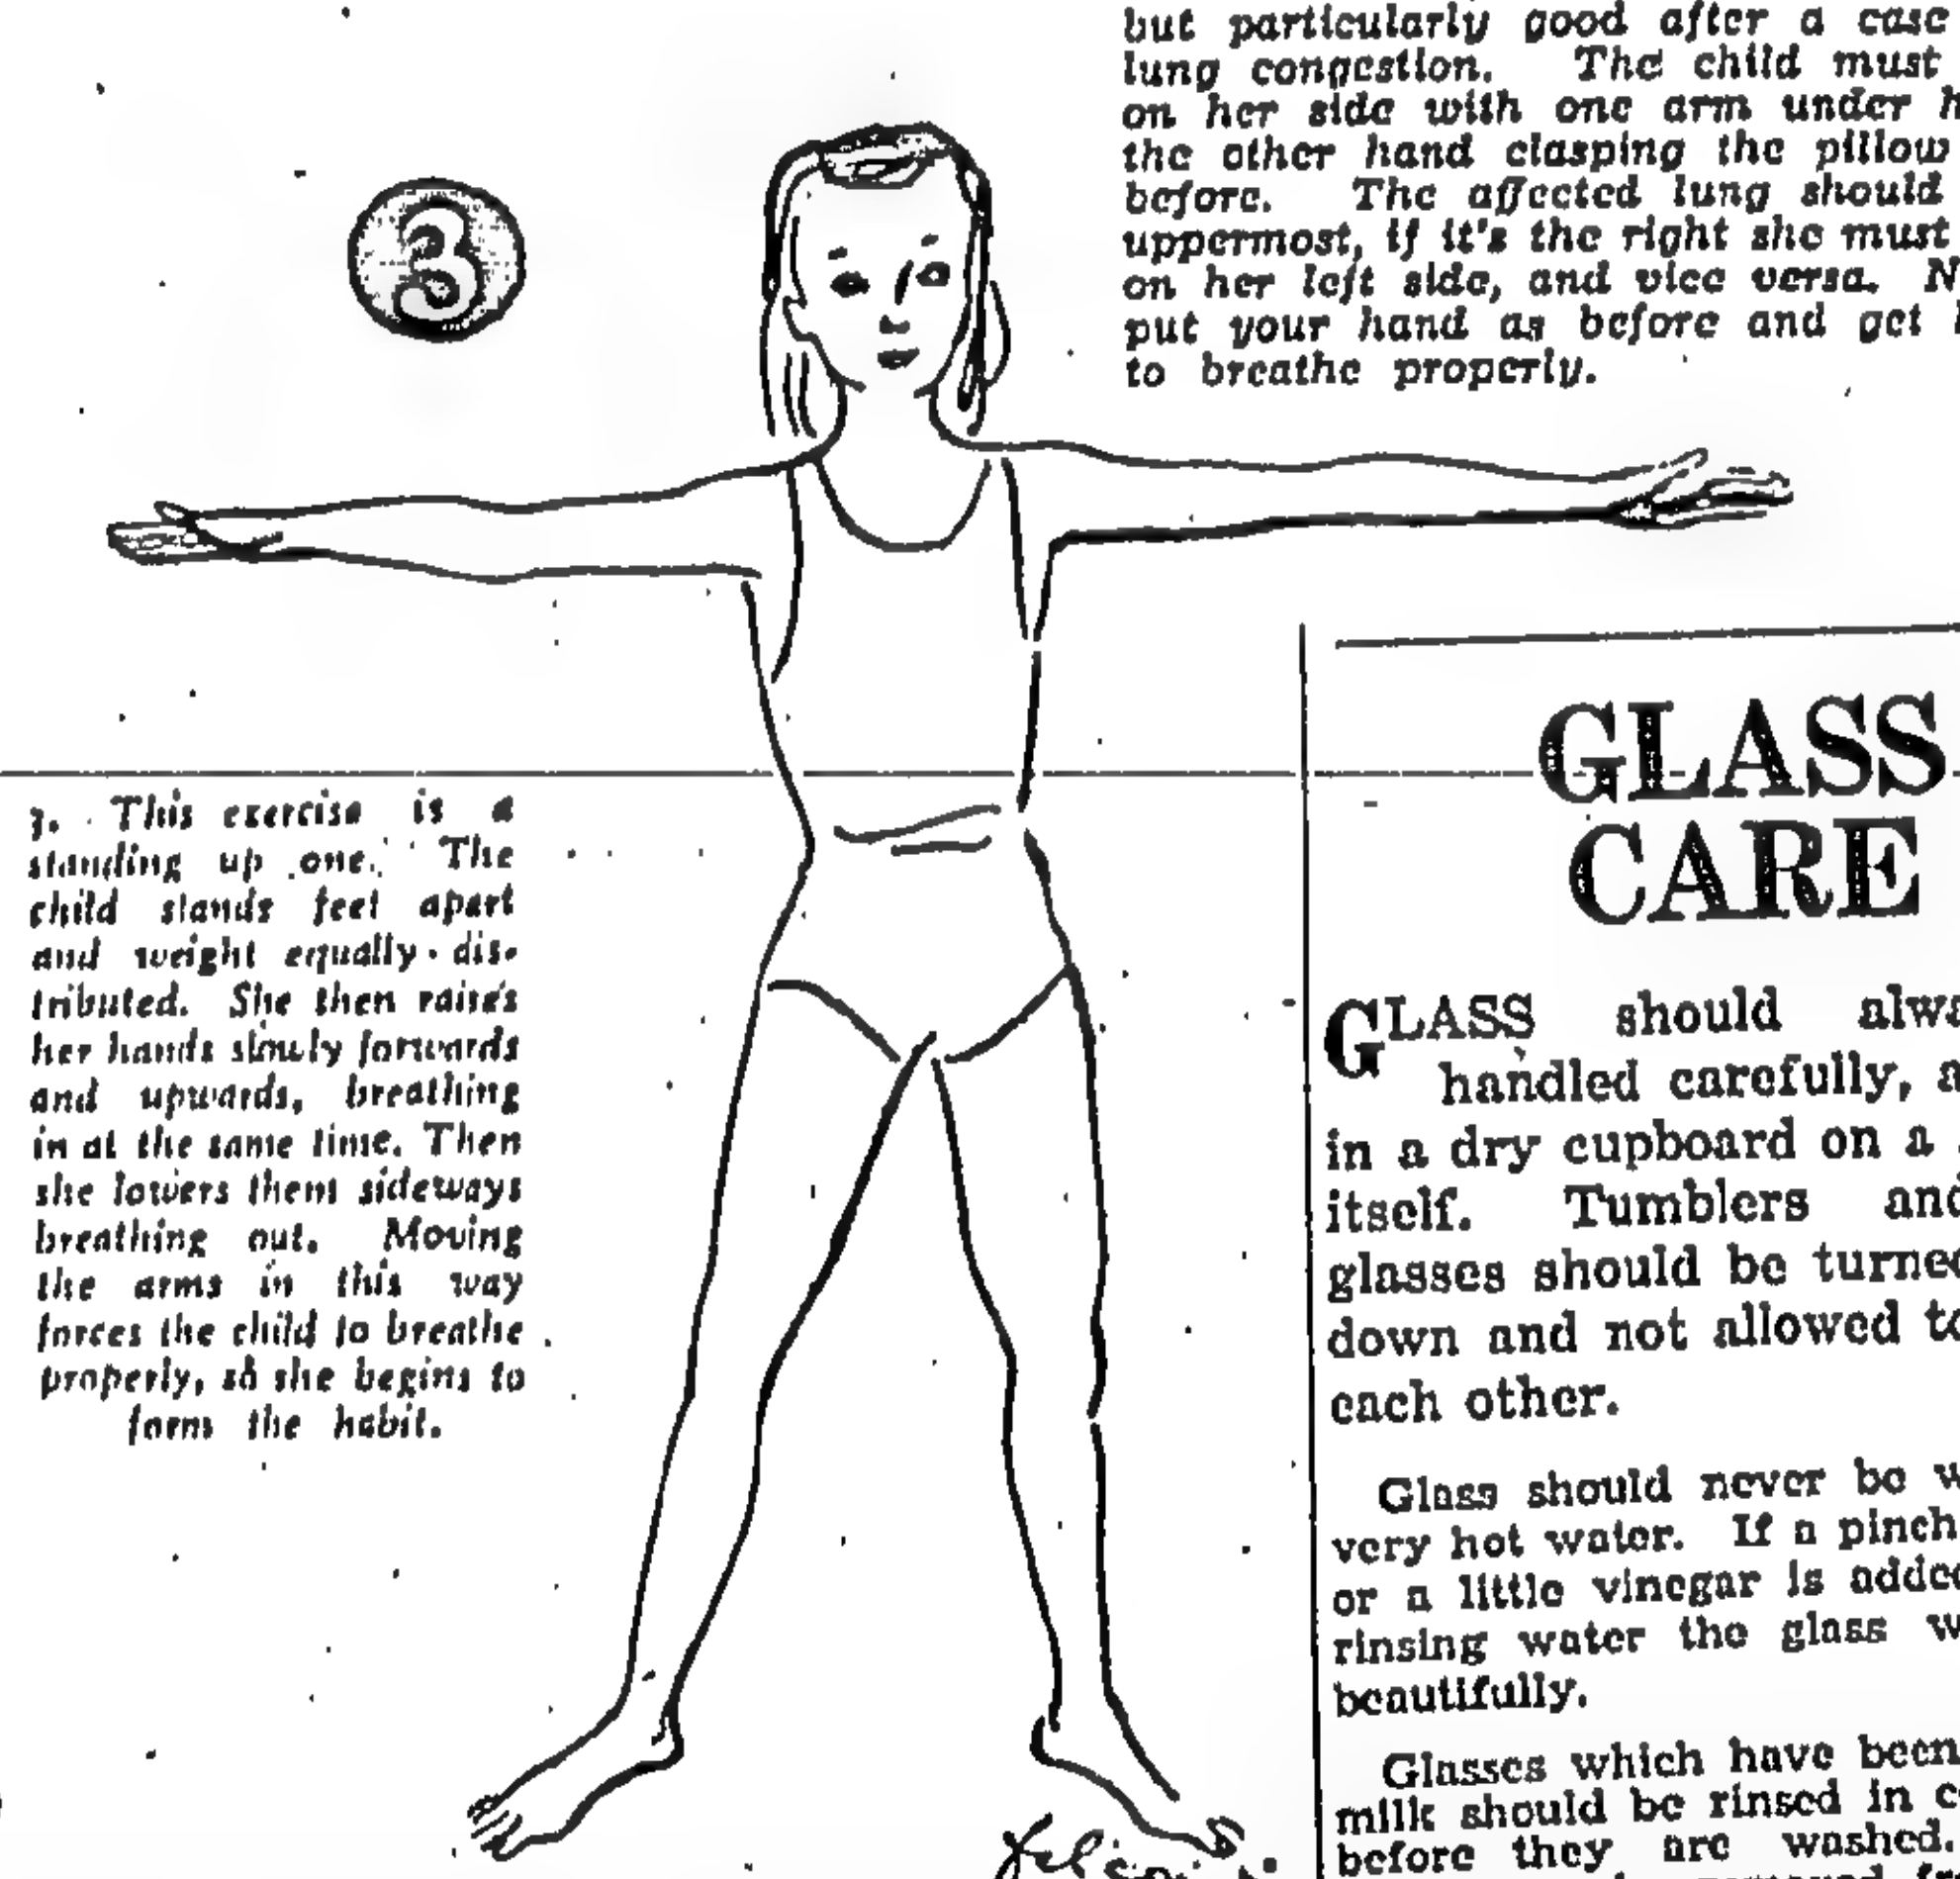 but particularly good after a case
lung congestion. The child must
on her side with one arm under
the other hand clasping the pillow
before. The affected lung should
uppermost, if it's the right she must
on her left side, and vice versa.
put your hand as before and get
to breathe properly.
3
3. This exercise is a
standing up one. The
child stands feet apart
and weight equally dis-
tributed. She then raises
her hands slowly forwards
and upwards, breathing
in at the same time. Then
she lowers them sideways
breathing out. Moving
the arms in this way
forces the child to breathe
properly, so she begins to
form the habit.
GLASS
CARE
GLASS should
handled carefully,
in a dry cupboard on a
itself. Tumblers
glasses should be
down and not allowed
each other.
Glass should never be
very hot water. If a pinch
or a little vinegar is
rinsing water the glass
beautifully.
Glasses which have been
milk should be rinsed in
before they are washed.